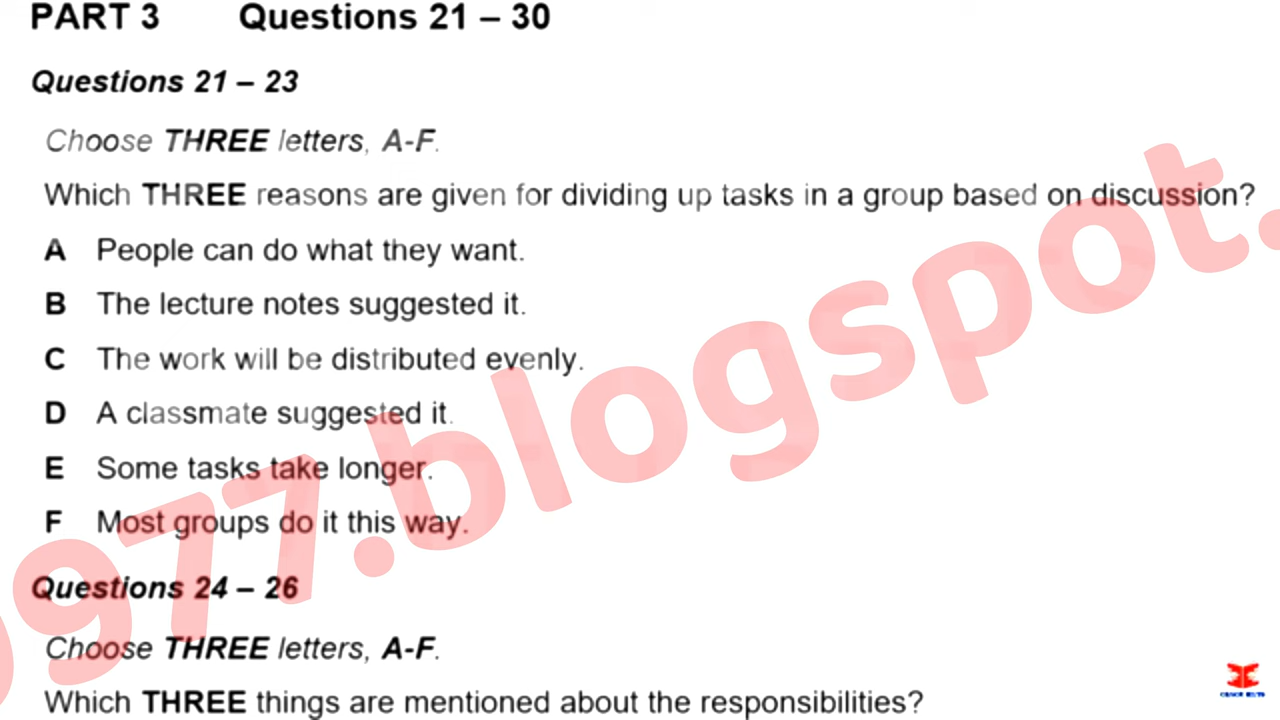 PART 3 Questions 21 – 30
Questions 21 – 23
Choose THREE letters, A-F.
Which THREE reasons are given for dividing up tasks in a group based on discussion?
A People can do what they want.
B The lecture notes suggested it.
C The work will be distributed evenly.
D A classmate suggested it.
E Some tasks take longer.
F Most groups do it this way.
Questions 24 – 26
Choose THREE letters, A-F.
Which THREE things are mentioned about the responsibilities?
977.blogspot.